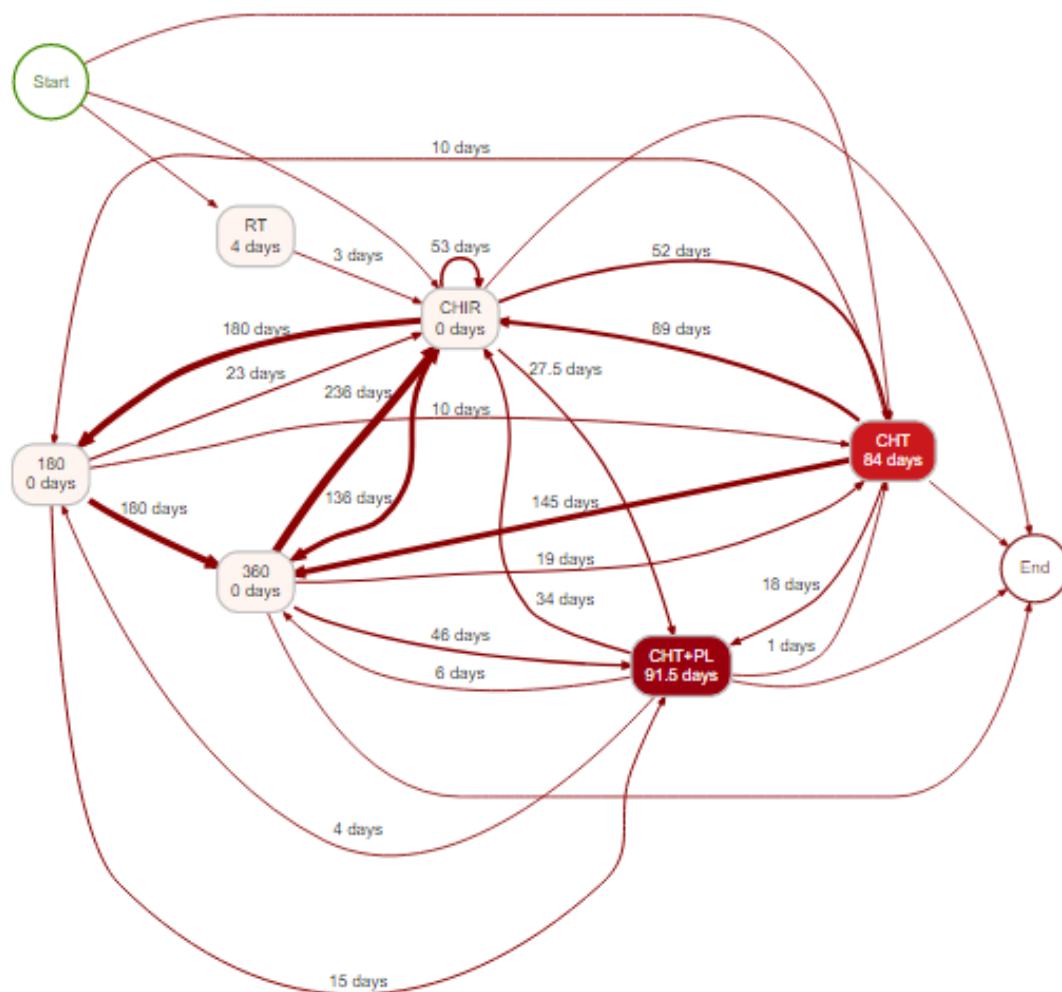 Start
10 days
RT
4 days
3 days
53 days
52 days
CHIR
0 days
180 days
89 days
23 days
27.5 days
236 days
10 days
CHT
84 days
180
0 days
136 days
145 days
180 days
360
0 days
19 days
End
18 days
34 days
46 days
1 days
CHT+PL
91.5 days
6 days
4 days
15 days